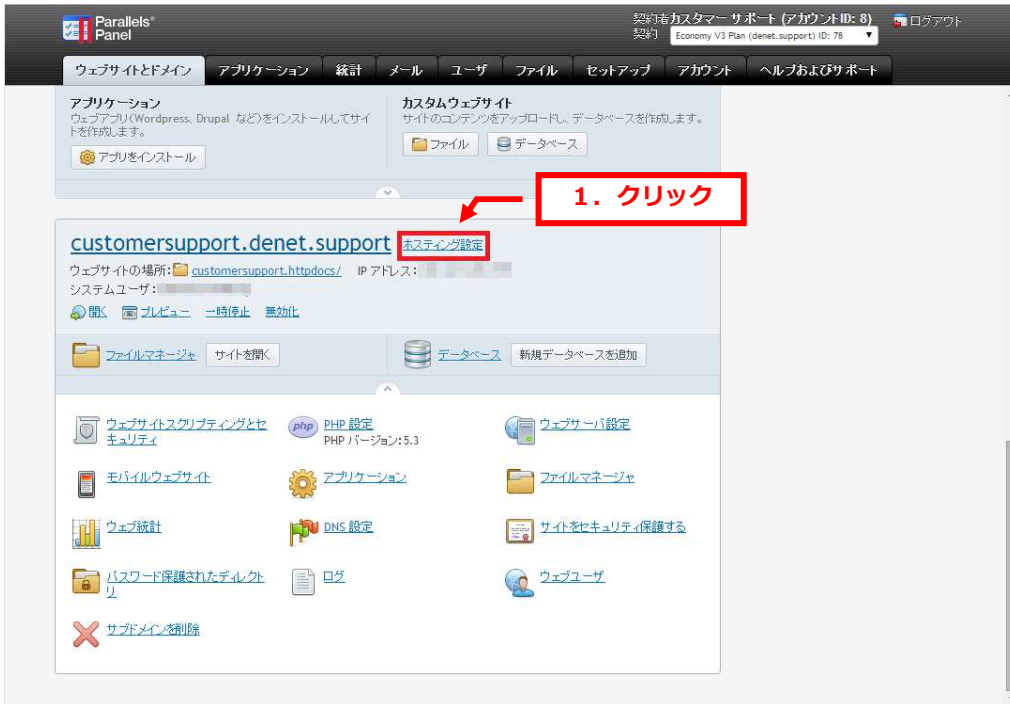 Parallels®
Panel
契約者カスタマー サポート (アカウントID: 8)
契約 Economy V3 Plan (denet.support) ID: 78
ログアウト
ウェブサイトとドメイン アプリケーション 統計 メール ユーザ ファイル セットアップ アカウント ヘルプおよびサポート
アプリケーション
ウェブアプリ(Wordpress、Drupal など)をインストールしてサイ
トを作成します。
アプリをインストール
カスタムウェブサイト
サイトのコンテンツをアップロードし、データベースを作成します。
ファイル データベース
1．クリック
customersupport.denet.support ホスティング設定
ウェブサイトの場所: customersupport.httpdocs/ IP アドレス:
システムユーザ:
開く プレビュー 一時停止 無効化
ファイルマネージャ サイトを開く データベース 新規データベースを追加
ウェブサイトスクリプティングとセ
キュリティ
php PHP 設定
PHP バージョン:5.3
ウェブサーバ設定
モバイルウェブサイト アプリケーション ファイルマネージャ
ウェブ統計 DNS 設定 サイトをセキュリティ保護する
パスワード保護されたディレクト
リ
ログ ウェブユーザ
サブドメインを削除